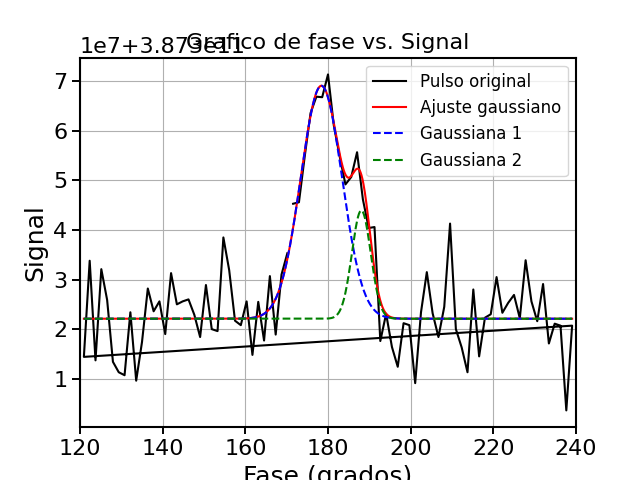 1e7+3.873e11
Grafico de fase vs. Signal
Pulso original
Ajuste gaussiano
Gaussiana 1
Gaussiana 2
Signal
7
6
5
4
3
2
1
120 140 160 180 200 220 240
Fase (grados)